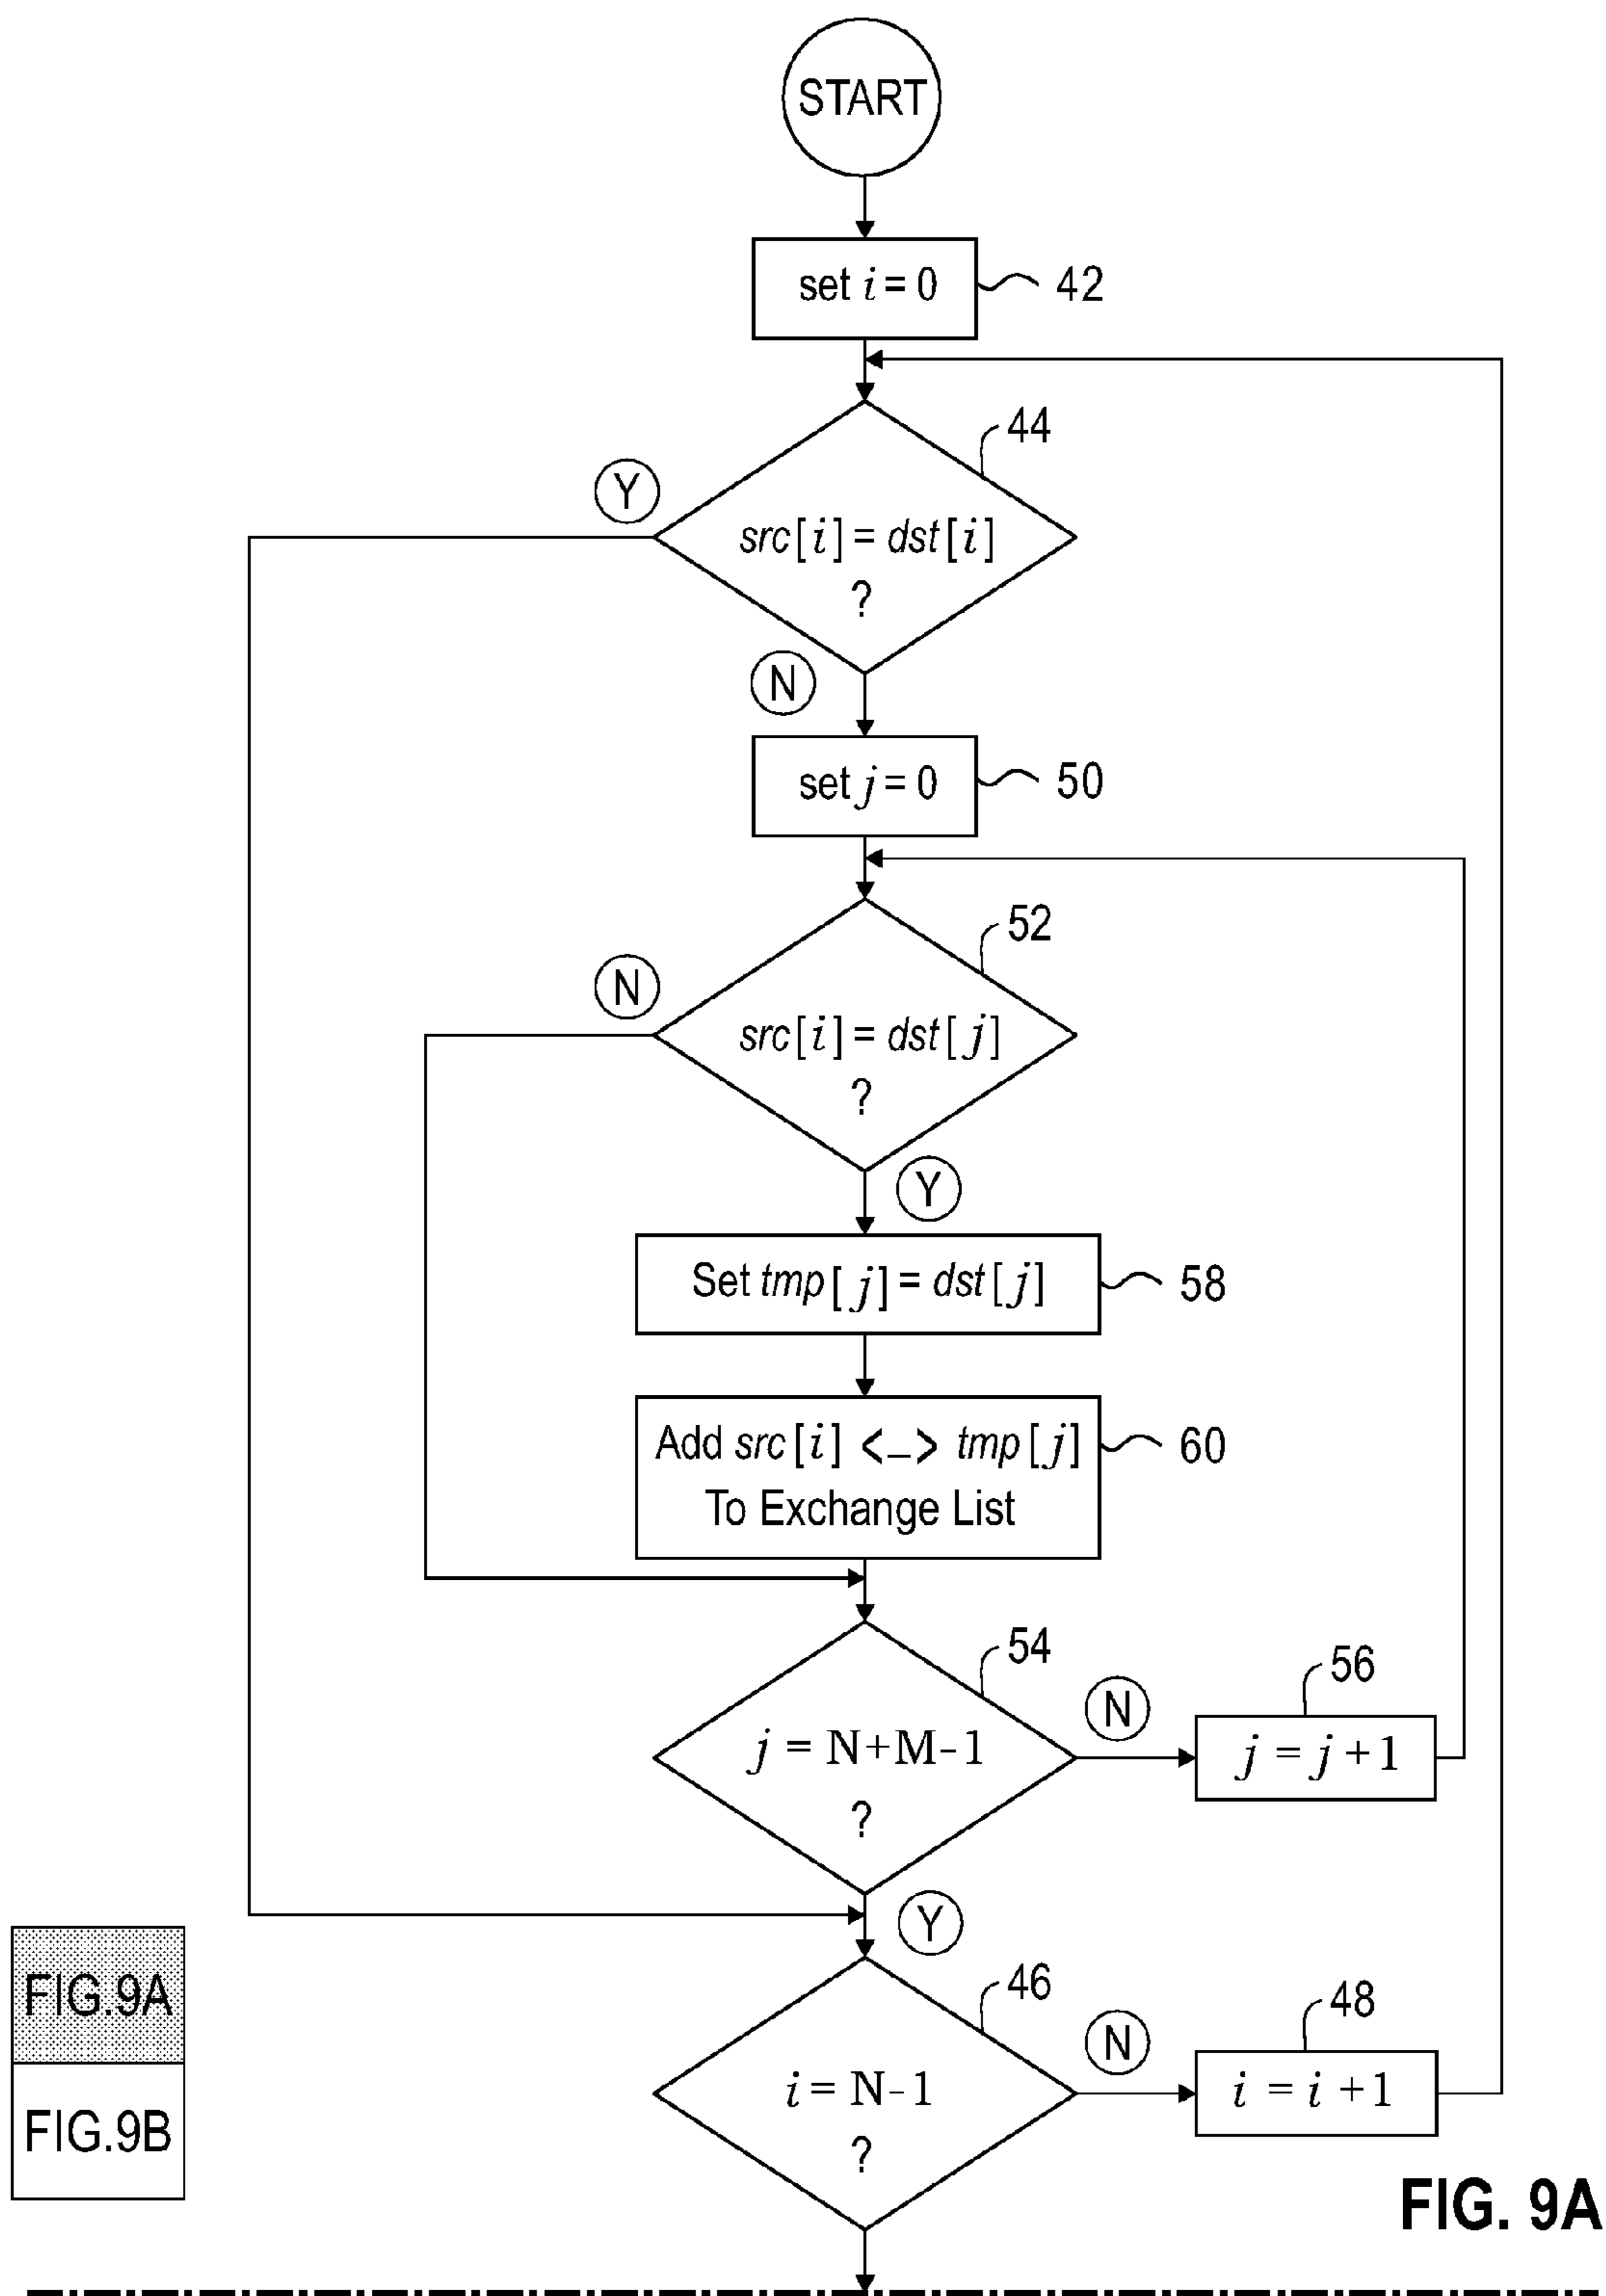 START
set i = 0
42
44
Y
src[i] = dst[i]
?
N
set j = 0
50
52
N
src[i] = dst[j]
?
Y
Set tmp[j] = dst[j]
58
Add src[i] <–> tmp[j]
60
To Exchange List
54
56
N
j = N+M-1
j = j +1
?
Y
FIG.9A
46
48
N
i = N-1
i = i +1
FIG.9B
?
FIG. 9A